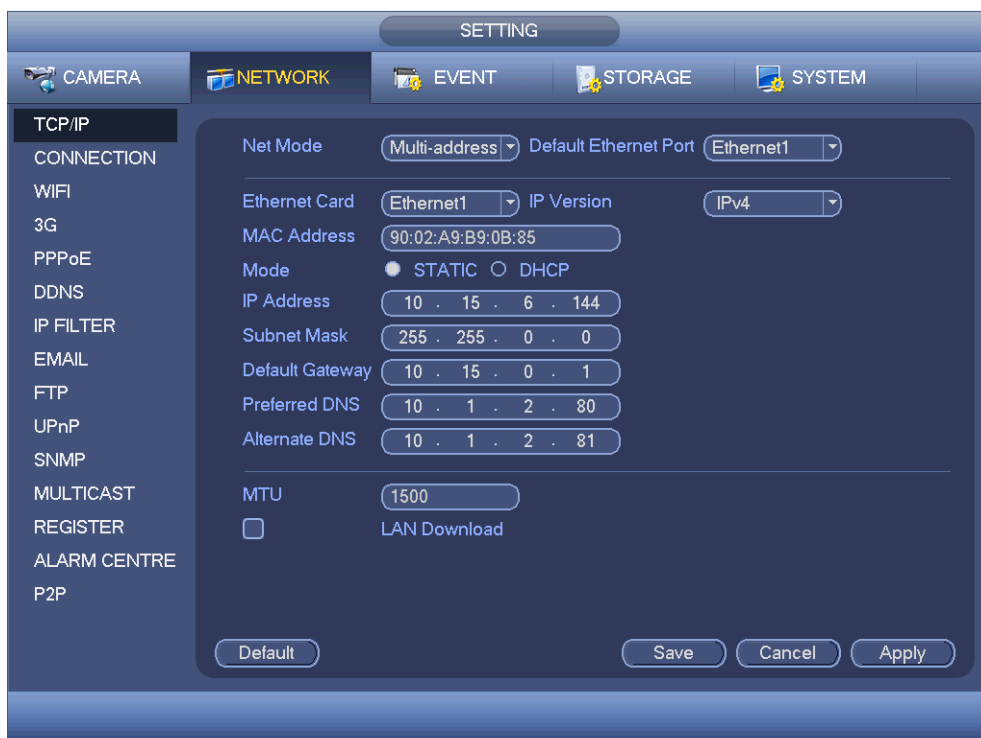 SETTING
CAMERA NETWORK EVENT STORAGE SYSTEM
TCP/IP
CONNECTION
WIFI
3G
PPPoE
DDNS
IP FILTER
EMAIL
FTP
UPnP
SNMP
MULTICAST
REGISTER
ALARM CENTRE
P2P
Net Mode Multi-address Default Ethernet Port Ethernet1
Ethernet Card Ethernet1 IP Version IPv4
MAC Address 90:02:A9:B9:0B:85
Mode STATIC DHCP
IP Address 10 . 15 . 6 . 144
Subnet Mask 255 . 255 . 0 . 0
Default Gateway 10 . 15 . 0 . 1
Preferred DNS 10 . 1 . 2 . 80
Alternate DNS 10 . 1 . 2 . 81
MTU 1500
LAN Download
Default Save Cancel Apply